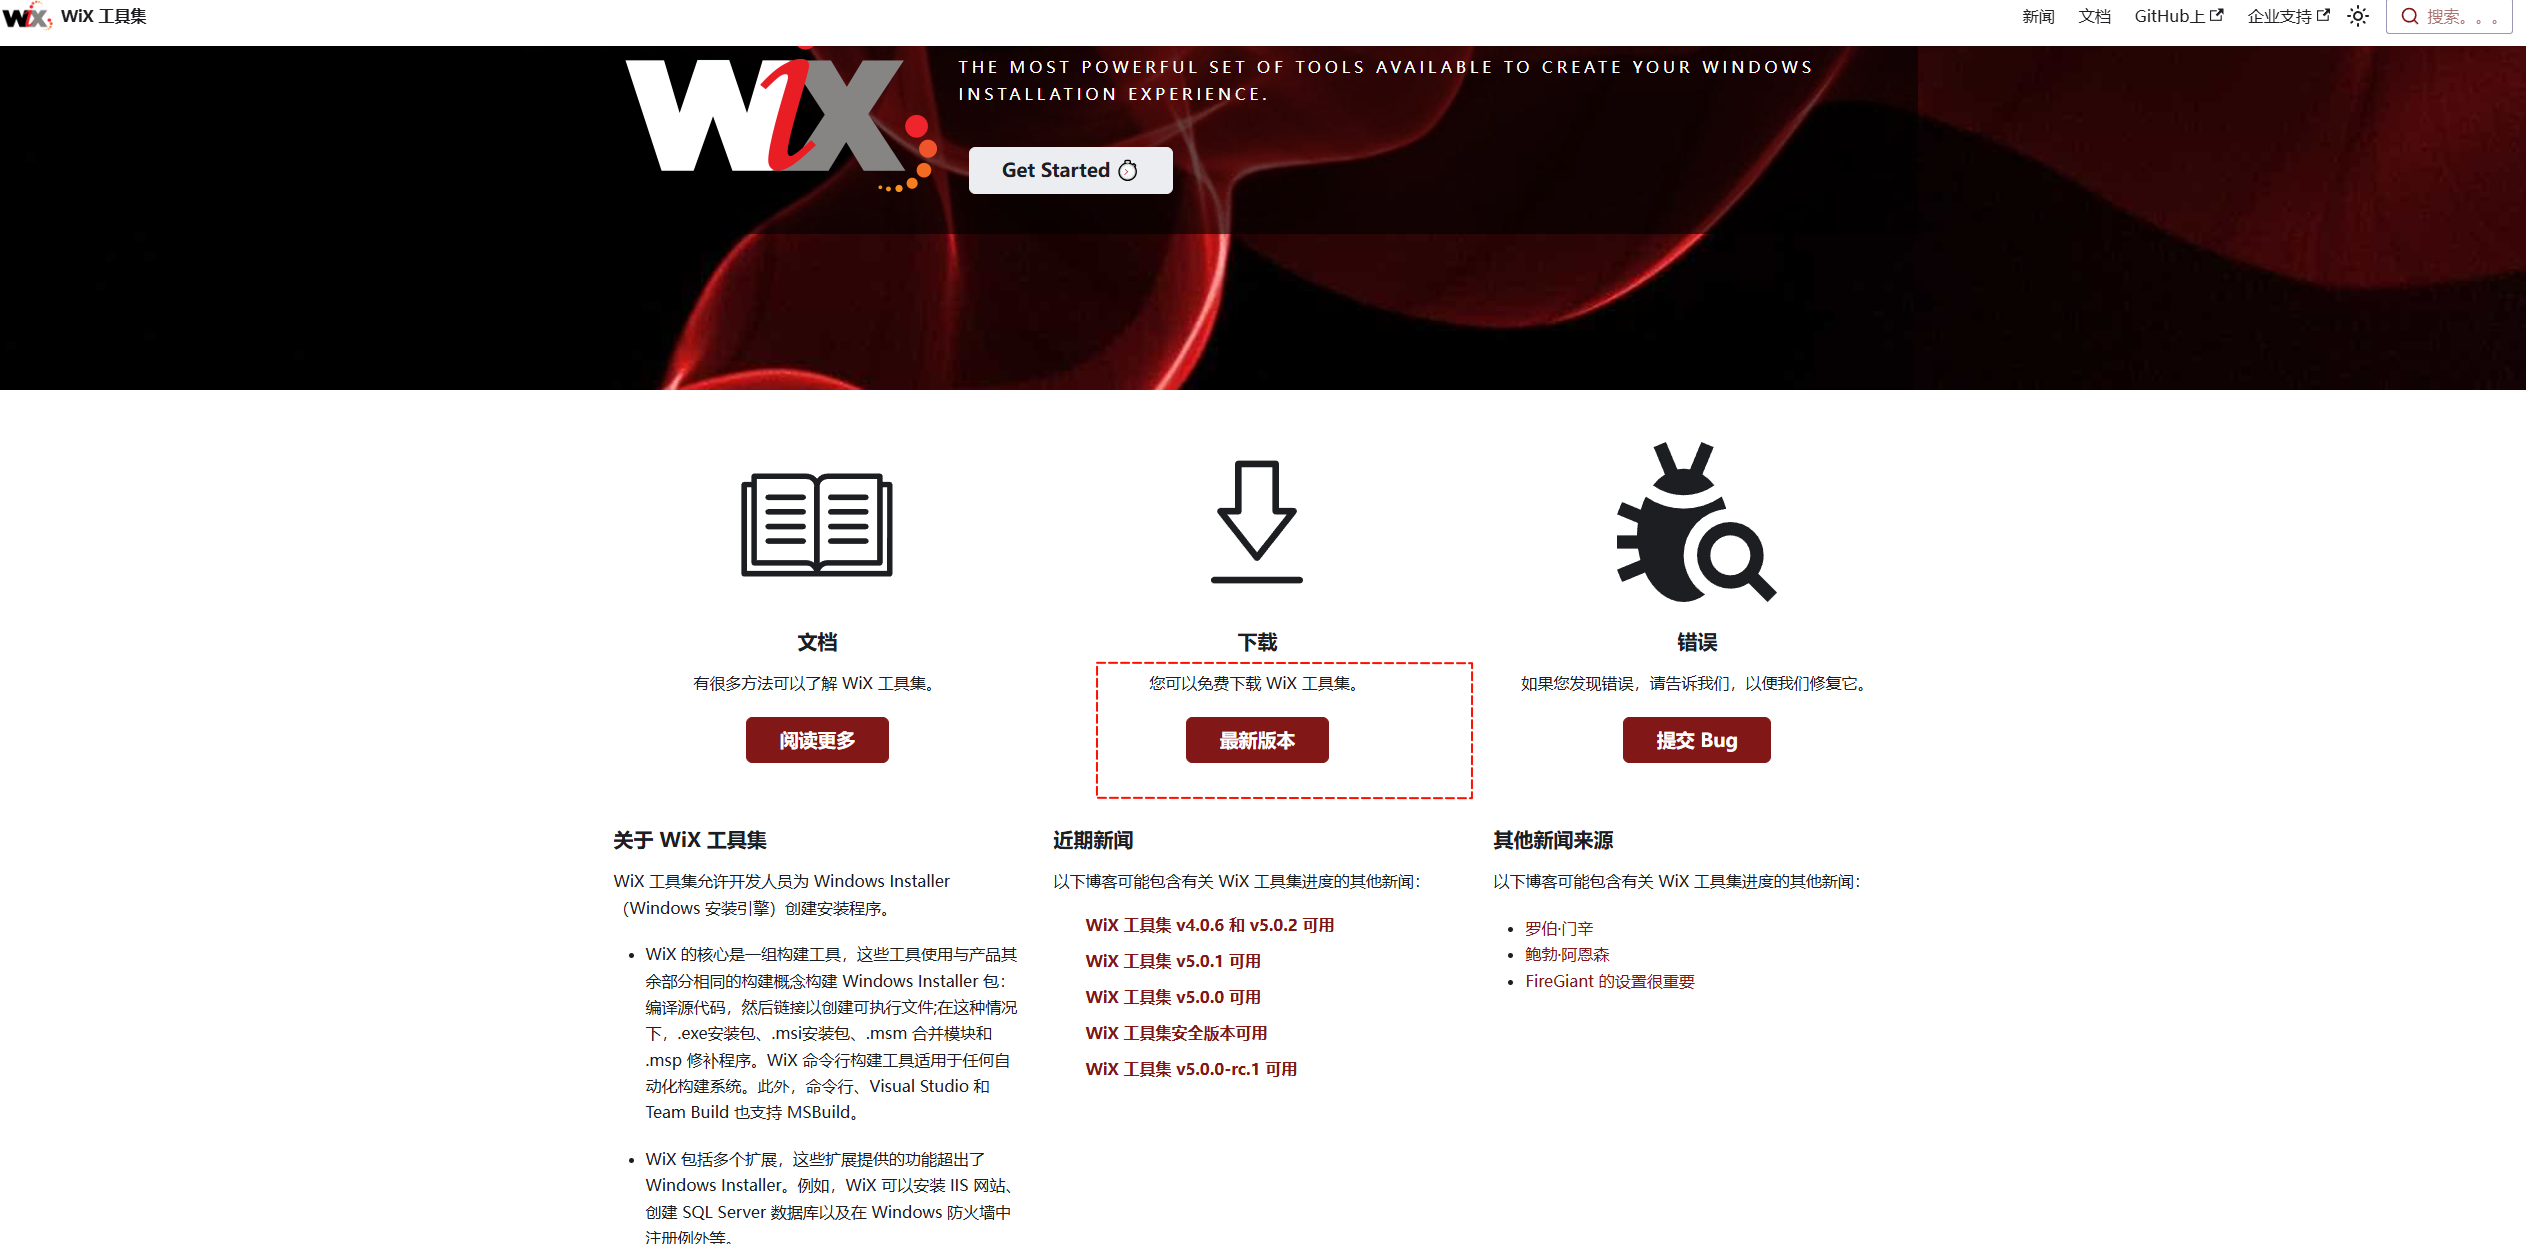 WiX WiX 工具集
新闻 文档 GitHub上 企业支持 搜索。。。
WiX
THE MOST POWERFUL SET OF TOOLS AVAILABLE TO CREATE YOUR WINDOWS
INSTALLATION EXPERIENCE.
Get Started
文档
有很多方法可以了解 WiX 工具集。
阅读更多
下载
您可以免费下载 WiX 工具集。
最新版本
错误
如果您发现错误，请告诉我们，以便我们修复它。
提交 Bug
关于 WiX 工具集
WiX 工具集允许开发人员为 Windows Installer
（Windows 安装引擎）创建安装程序。
WiX 的核心是一组构建工具，这些工具使用与产品其
余部分相同的构建概念构建 Windows Installer 包：
编译源代码，然后链接以创建可执行文件;在这种情况
下，.exe安装包、.msi安装包、.msm 合并模块和
.msp 修补程序。WiX 命令行构建工具适用于任何自
动化构建系统。此外，命令行、Visual Studio 和
Team Build 也支持 MSBuild。
WiX 包括多个扩展，这些扩展提供的功能超出了
Windows Installer。例如，WiX 可以安装 IIS 网站、
创建 SQL Server 数据库以及在 Windows 防火墙中
注册例外等。
近期新闻
以下博客可能包含有关 WiX 工具集进度的其他新闻：
WiX 工具集 v4.0.6 和 v5.0.2 可用
WiX 工具集 v5.0.1 可用
WiX 工具集 v5.0.0 可用
WiX 工具集安全版本可用
WiX 工具集 v5.0.0-rc.1 可用
其他新闻来源
以下博客可能包含有关 WiX 工具集进度的其他新闻：
罗伯·门辛
鲍勃·阿恩森
FireGiant 的设置很重要